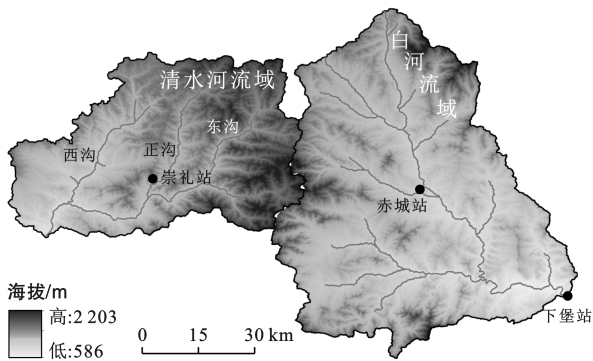 清水河流域
白河流域
西沟
正沟
东沟
崇礼站
赤城站
下堡站
海拔/m
高:2 203
低:586
0 15 30 km